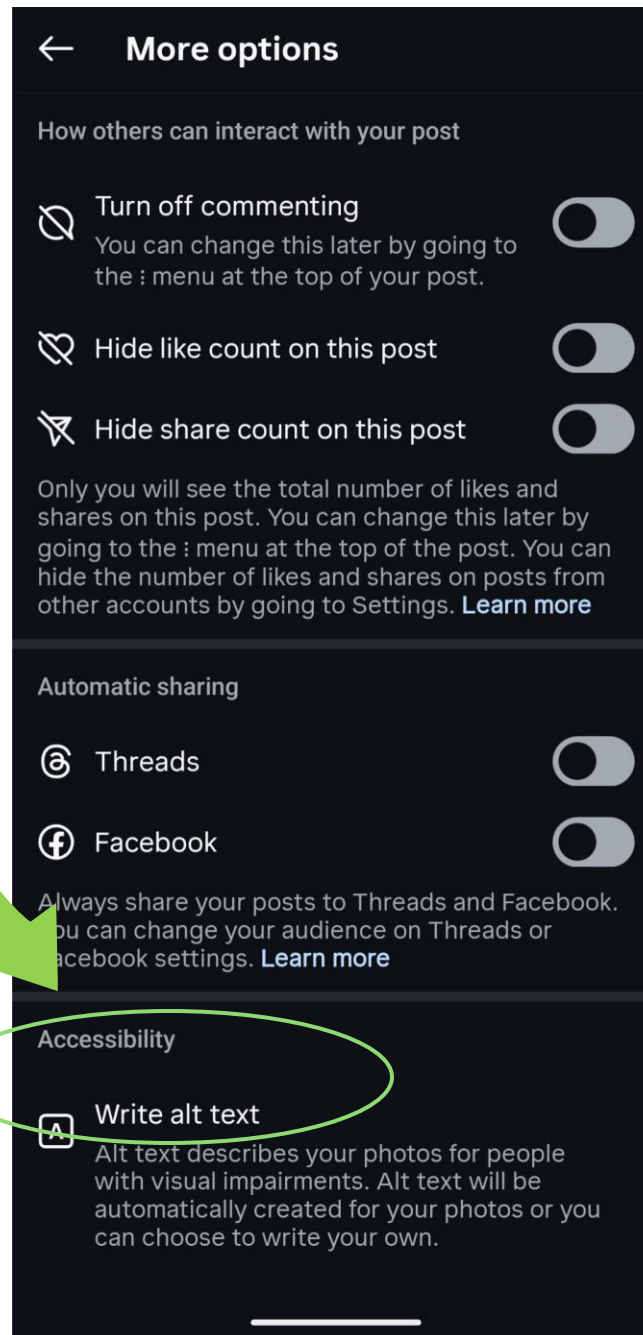 More options
How others can interact with your post
Turn off commenting
You can change this later by going to
the ⋮ menu at the top of your post.
Hide like count on this post
Hide share count on this post
Only you will see the total number of likes and
shares on this post. You can change this later by
going to the ⋮ menu at the top of the post. You can
hide the number of likes and shares on posts from
other accounts by going to Settings. Learn more
Automatic sharing
Threads
Facebook
Always share your posts to Threads and Facebook.
You can change your audience on Threads or
Facebook settings. Learn more
Accessibility
A
Write alt text
Alt text describes your photos for people
with visual impairments. Alt text will be
automatically created for your photos or you
can choose to write your own.